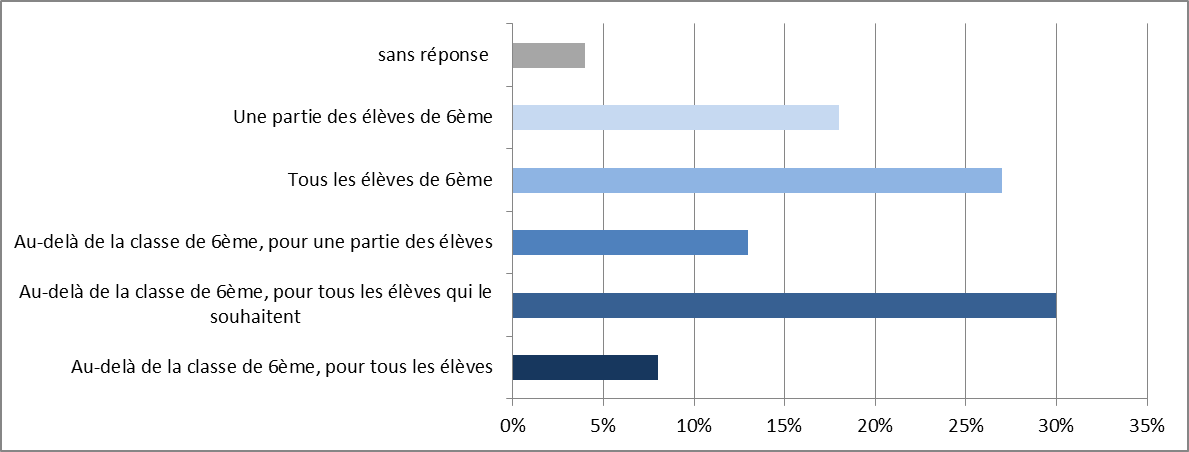 sans réponse
Une partie des élèves de 6ème
Tous les élèves de 6ème
Au-delà de la classe de 6ème, pour une partie des élèves
Au-delà de la classe de 6ème, pour tous les élèves qui le
souhaitent
Au-delà de la classe de 6ème, pour tous les élèves
0% 5% 10% 15% 20% 25% 30% 35%